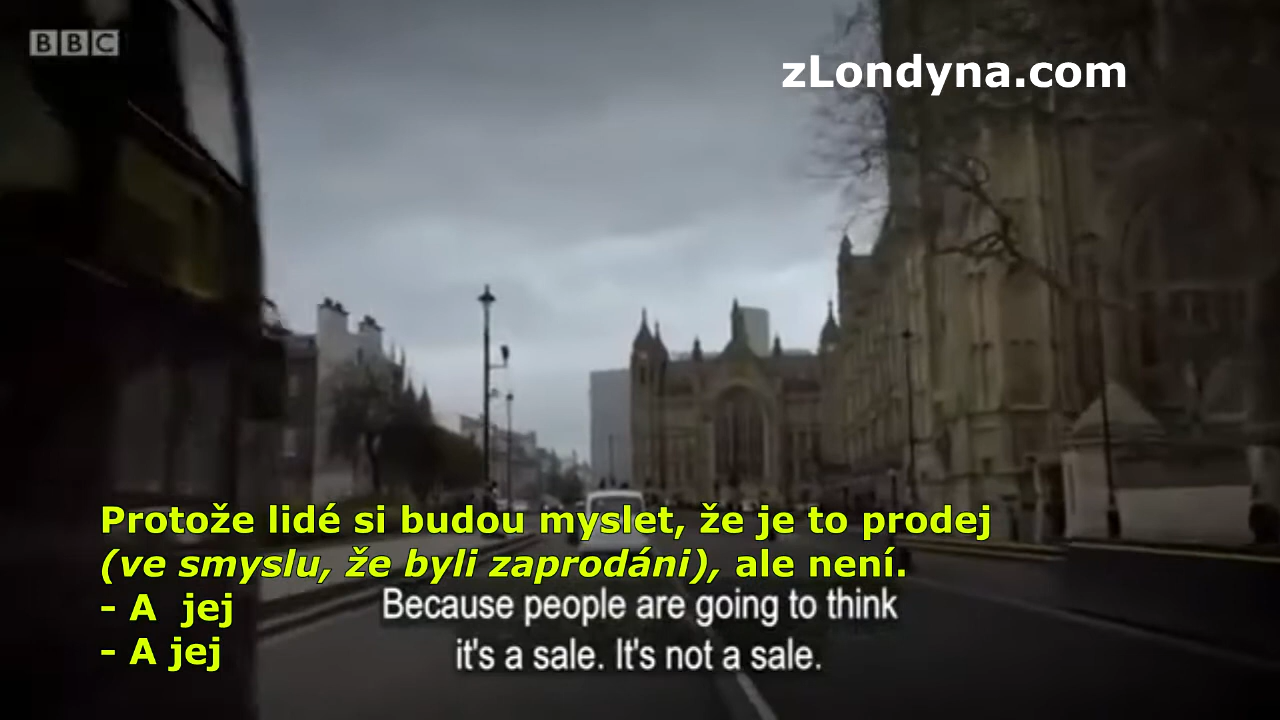 BBC
zLondyna.com
Protože lidé si budou myslet, že je to prodej
(ve smyslu, že byli zaprodáni), ale není.
- A  jej
- A jej
Because people are going to think
it's a sale. It's not a sale.